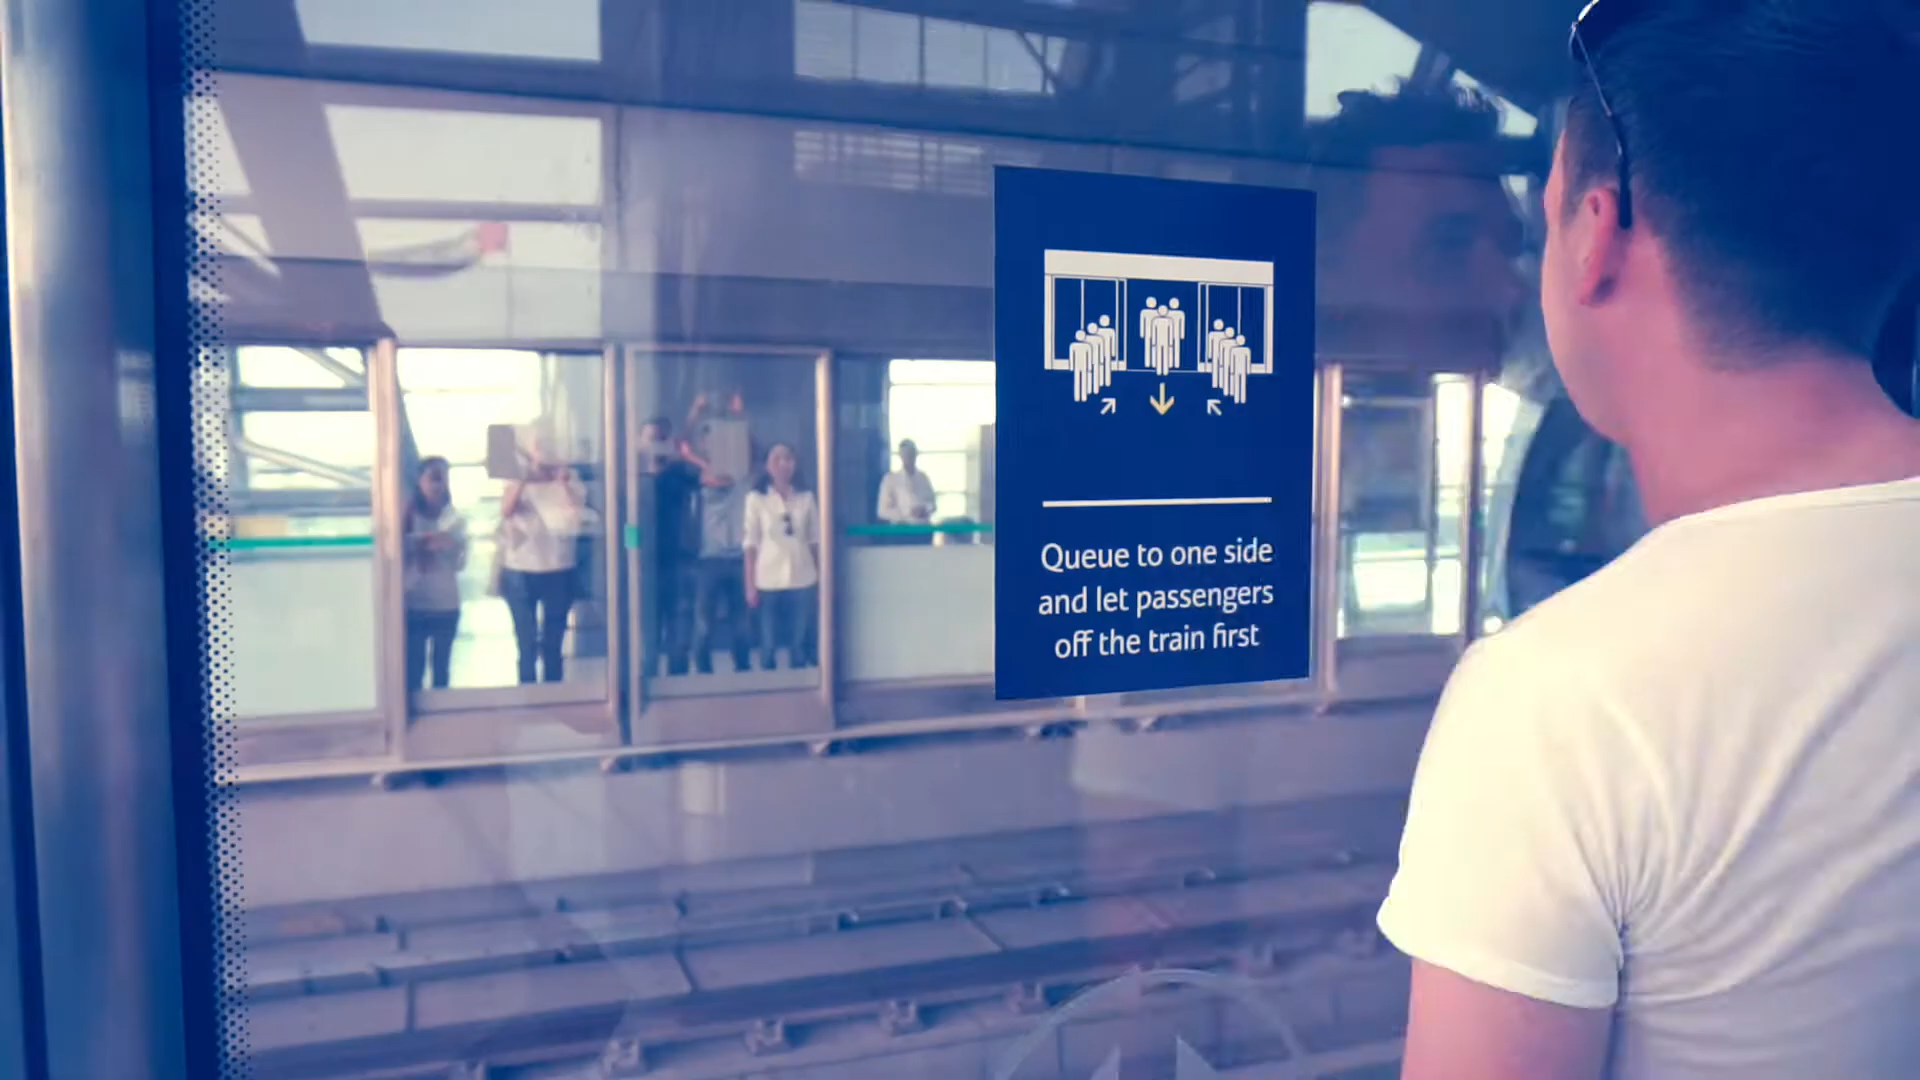 Queue to one side
and let passengers
off the train first